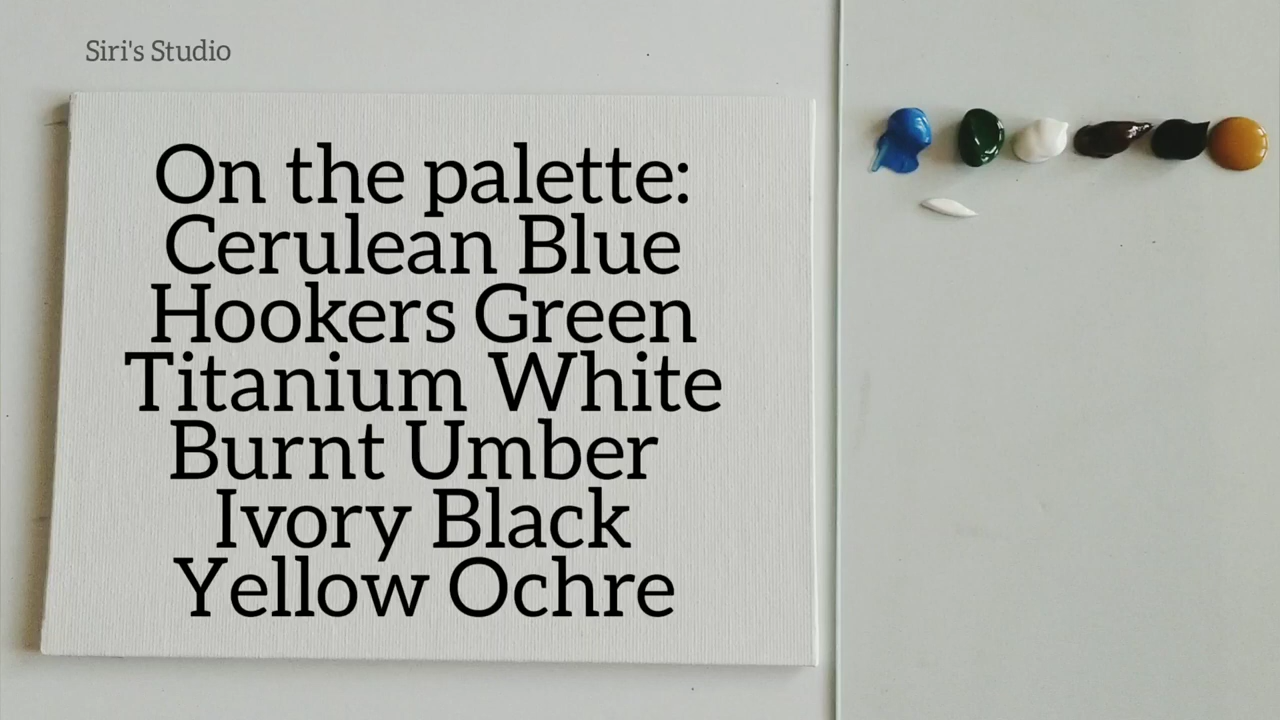 Siri's Studio
On the palette:
Cerulean Blue
Hookers Green
Titanium White
Burnt Umber
Ivory Black
Yellow Ochre